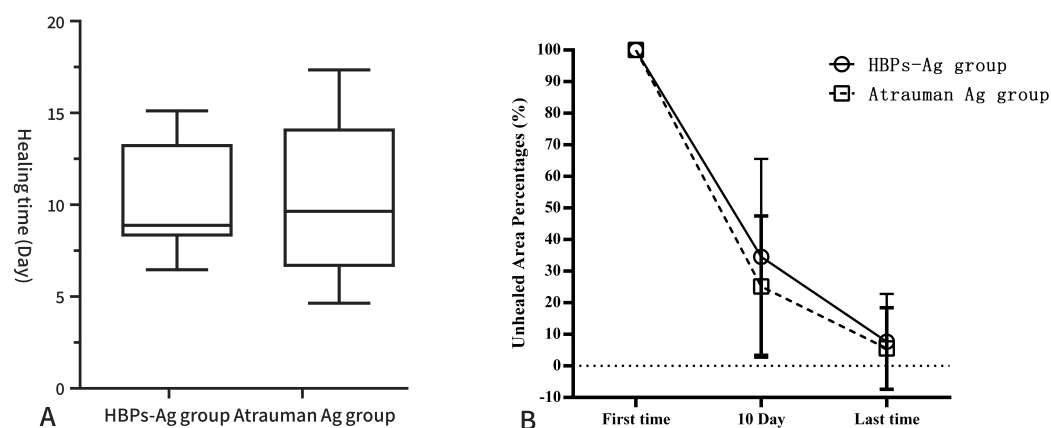 20
15
10
5
0
Healing time (Day)
HBPs-Ag group Atrauman Ag group
A
100
90
80
70
60
50
40
30
20
10
0
-10
Unhealed Area Percentages (%)
First time 10 Day Last time
HBPs-Ag group
Atrauman Ag group
B